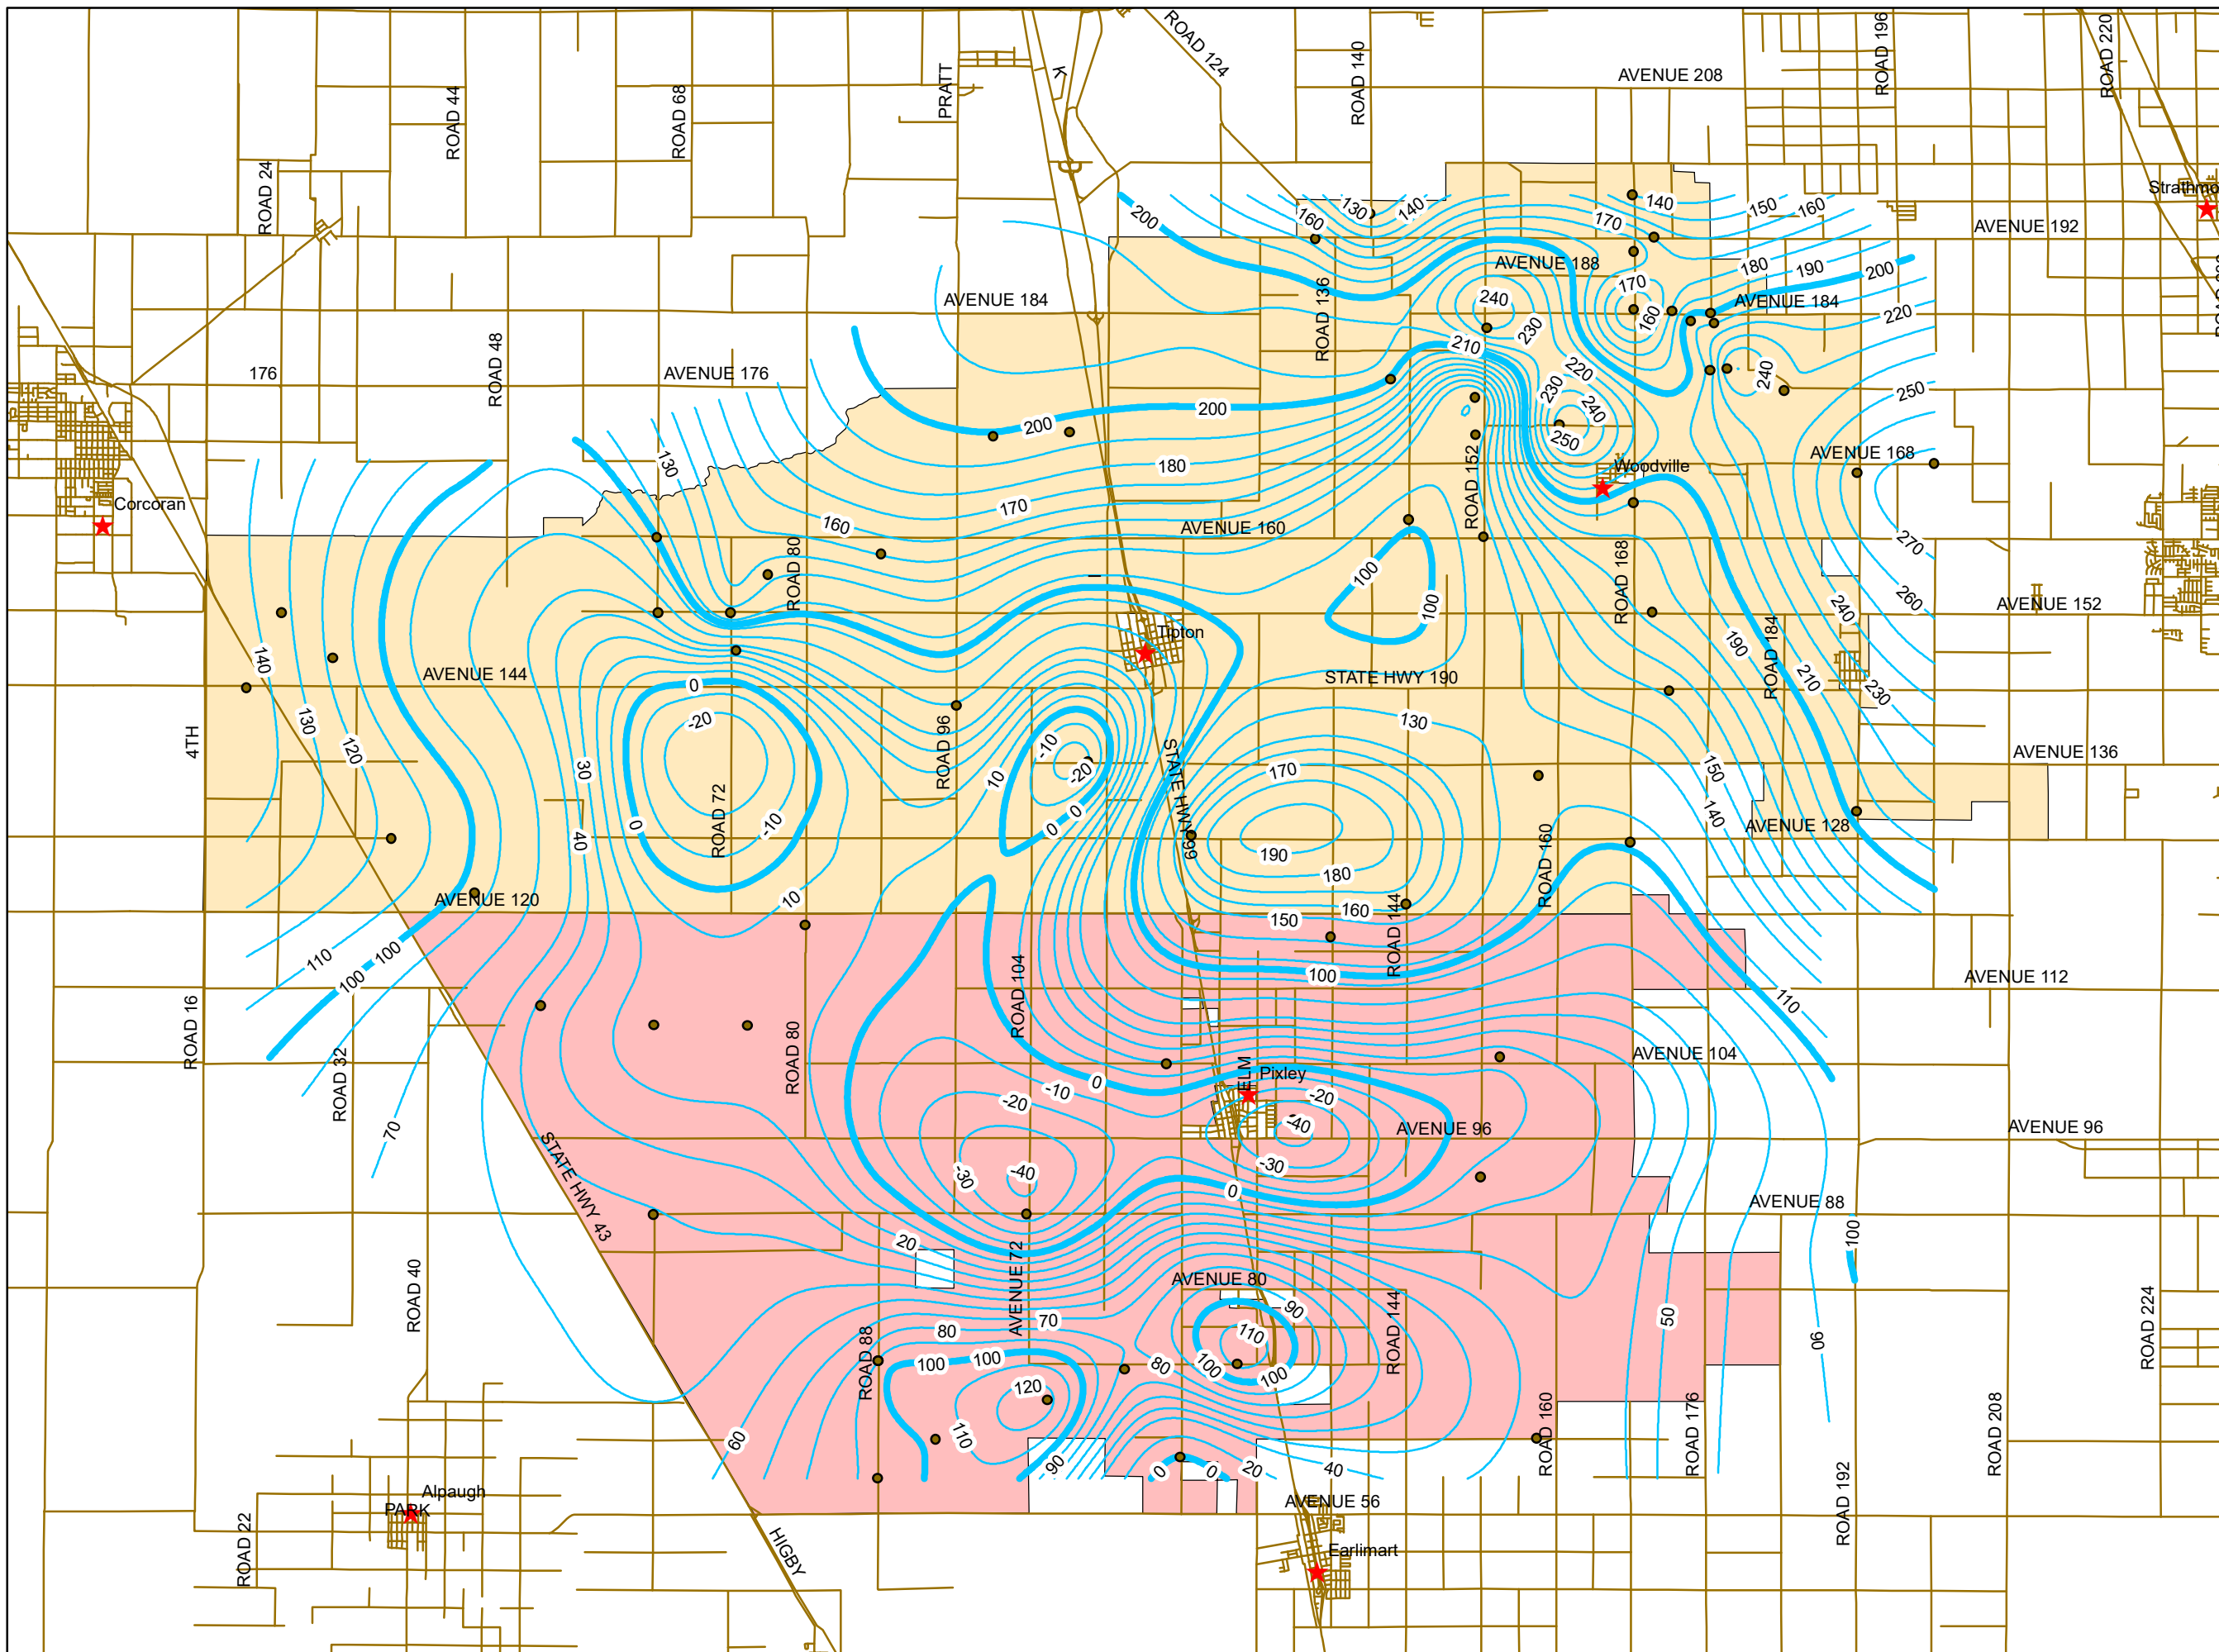 ROAD 124
ROAD 196
ROAD 220
K
ROAD 140
AVENUE 208
PRATT
ROAD 44
ROAD 68
ROAD 24
Strathmo
200
160
130
140
170
140
150
160
AVENUE 192
AVENUE 188
180
190
200
AVENUE 184
ROAD 136
240
230
170
160
AVENUE 184
220
210
ROAD 48
176
AVENUE 176
220
230
240
250
240
250
200
200
180
130
ROAD 152
Woodville
AVENUE 168
Corcoran
170
160
AVENUE 160
270
ROAD 80
100
100
ROAD 168
260
240
AVENUE 152
Tipton
190
ROAD 184
140
AVENUE 144
0
STATE HWY 190
210
230
-20
130
120
130
4TH
ROAD 96
-10
-20
10
STATE HWY 99
170
150
140
AVENUE 136
30
ROAD 72
40
0
-10
0
0
190
180
AVENUE 128
ROAD 160
AVENUE 120
10
150
160
ROAD 144
110
100
100
100
110
AVENUE 112
ROAD 16
ROAD 32
ROAD 80
ROAD 104
AVENUE 104
ELM
Pixley
0
-10
-20
-20
-40
70
AVENUE 96
AVENUE 96
STATE HWY 43
-30
-40
-30
0
AVENUE 88
100
20
AVENUE 72
AVENUE 80
90
ROAD 40
ROAD 88
80
70
110
100
100
ROAD 144
50
90
ROAD 224
100
100
120
80
110
60
90
0
0
20
40
ROAD 160
ROAD 176
ROAD 208
ROAD 192
Alpaugh
PARK
AVENUE 56
ROAD 22
HIGBY
Earlimart